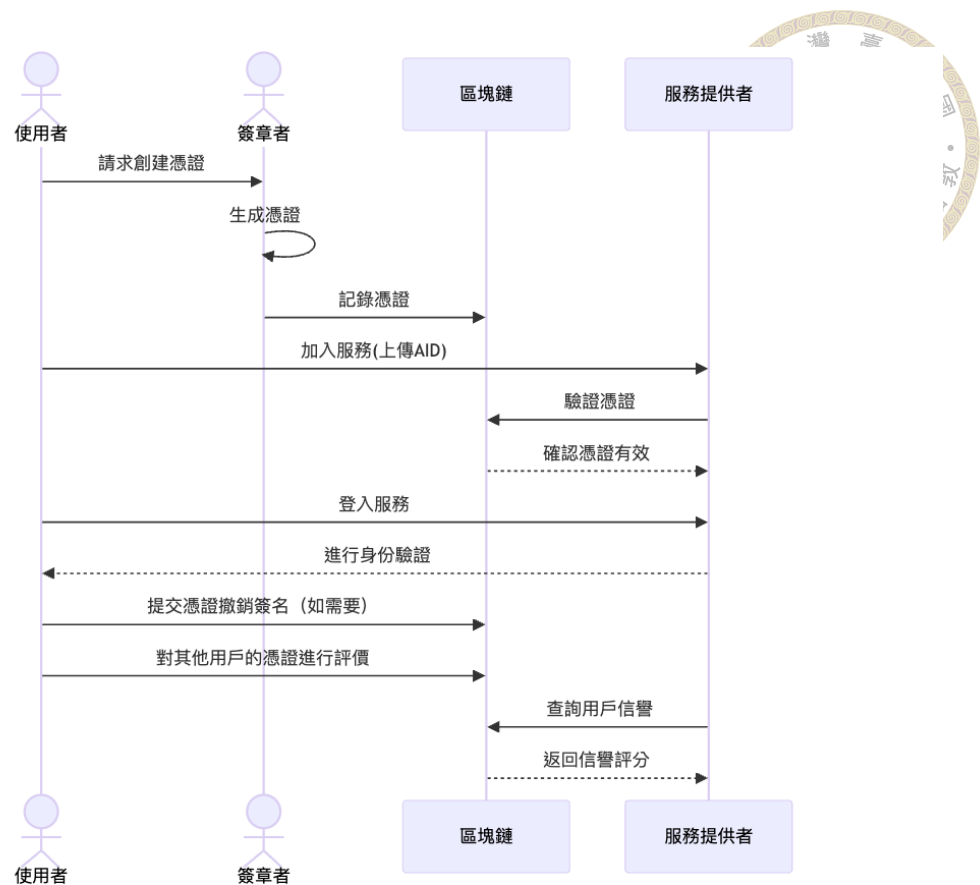 使用者
簽章者
區塊鏈
服務提供者
請求創建憑證
生成憑證
記錄憑證
加入服務(上傳AID)
驗證憑證
確認憑證有效
登入服務
進行身份驗證
提交憑證撤銷簽名（如需要）
對其他用戶的憑證進行評價
查詢用戶信譽
返回信譽評分
使用者
簽章者
區塊鏈
服務提供者